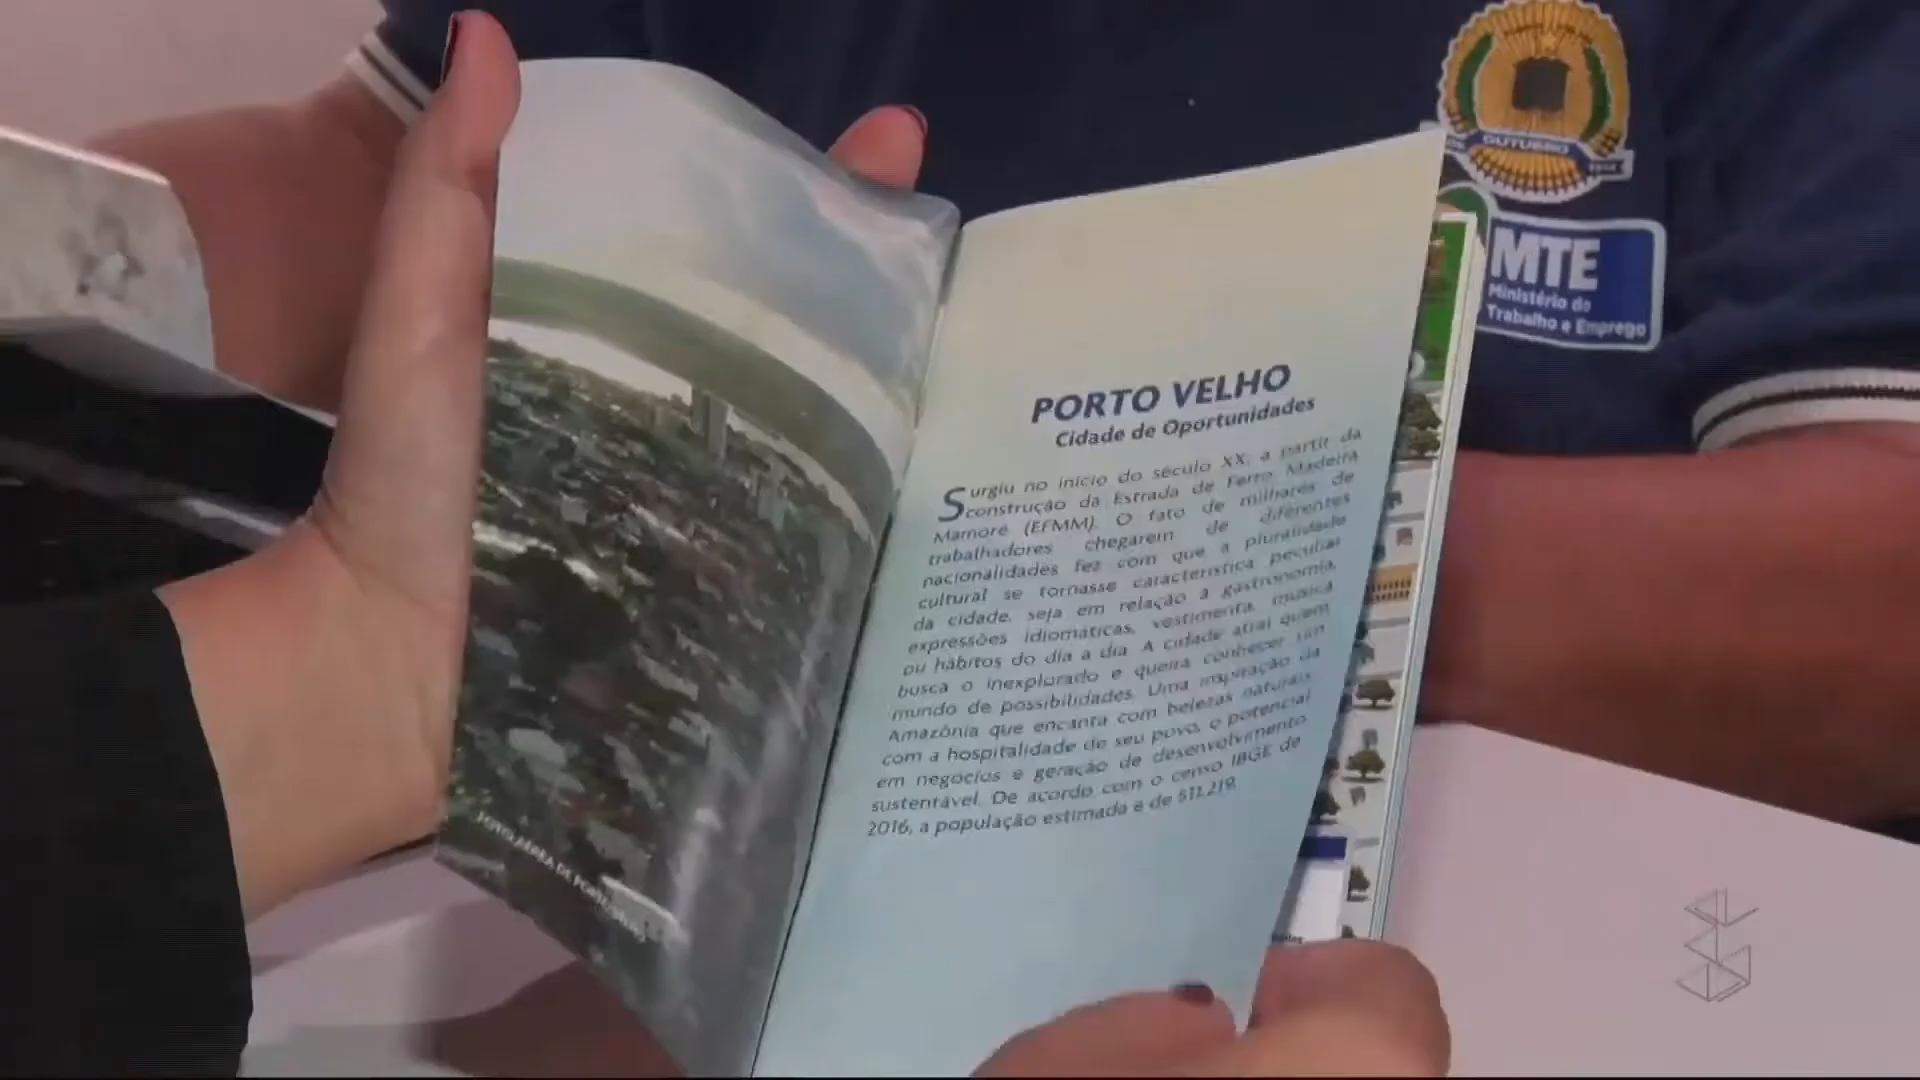 OUTUBRO
MTE
Ministério do
Trabalho e Emprego
PORTO VELHO
Cidade de Oportunidades
Surgiu no início do século XX, a partir da
construção da Estrada de Ferro Madeira
Mamoré (EFMM). O fato de milhares de
trabalhadores chegarem de diferentes
nacionalidades fez com que a pluralidade
cultural se tornasse característica peculiar
da cidade, seja em relação a gastronomia,
expressões idiomáticas, vestimenta, música
ou hábitos do dia a dia. A cidade atrai quem
busca o inexplorado e queira conhecer um
mundo de possibilidades. Uma inspiração da
Amazônia que encanta com belezas naturais
com a hospitalidade de seu povo, o potencial
em negócios e geração de desenvolvimento
sustentável. De acordo com o censo IBGE de
2016, a população estimada é de 511.219.
AÉREA DE PORTO